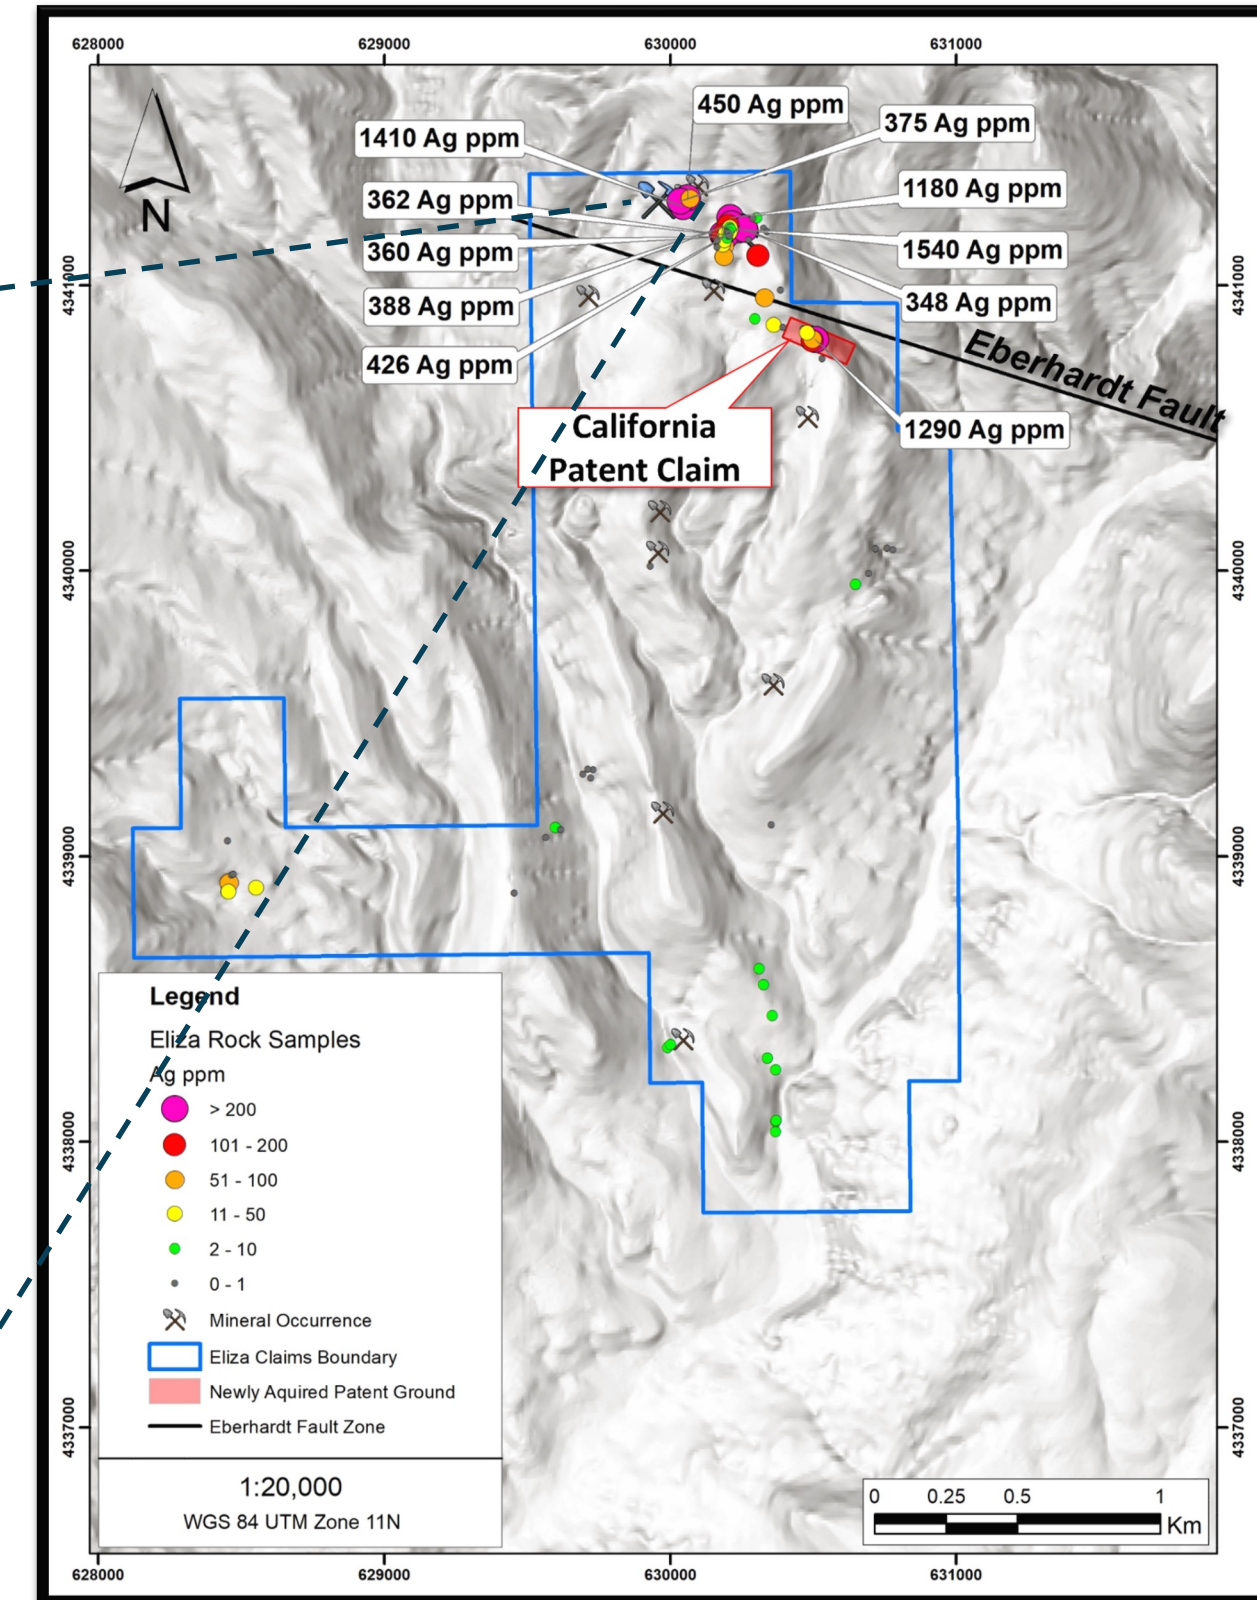 628000
629000
630000
631000
450 Ag ppm
375 Ag ppm
1410 Ag ppm
1180 Ag ppm
362 Ag ppm
360 Ag ppm
1540 Ag ppm
388 Ag ppm
348 Ag ppm
426 Ag ppm
Eberhardt Fault
1290 Ag ppm
California
Patent Claim
N
4341000
4341000
4340000
4340000
4339000
4339000
4338000
4338000
4337000
4337000
Legend
Eliza Rock Samples
Ag ppm
> 200
101 - 200
51 - 100
11 - 50
2 - 10
0 - 1
Mineral Occurrence
Eliza Claims Boundary
Newly Aquired Patent Ground
Eberhardt Fault Zone
1:20,000
WGS 84 UTM Zone 11N
0 0.25 0.5 1
Km
628000
629000
630000
631000